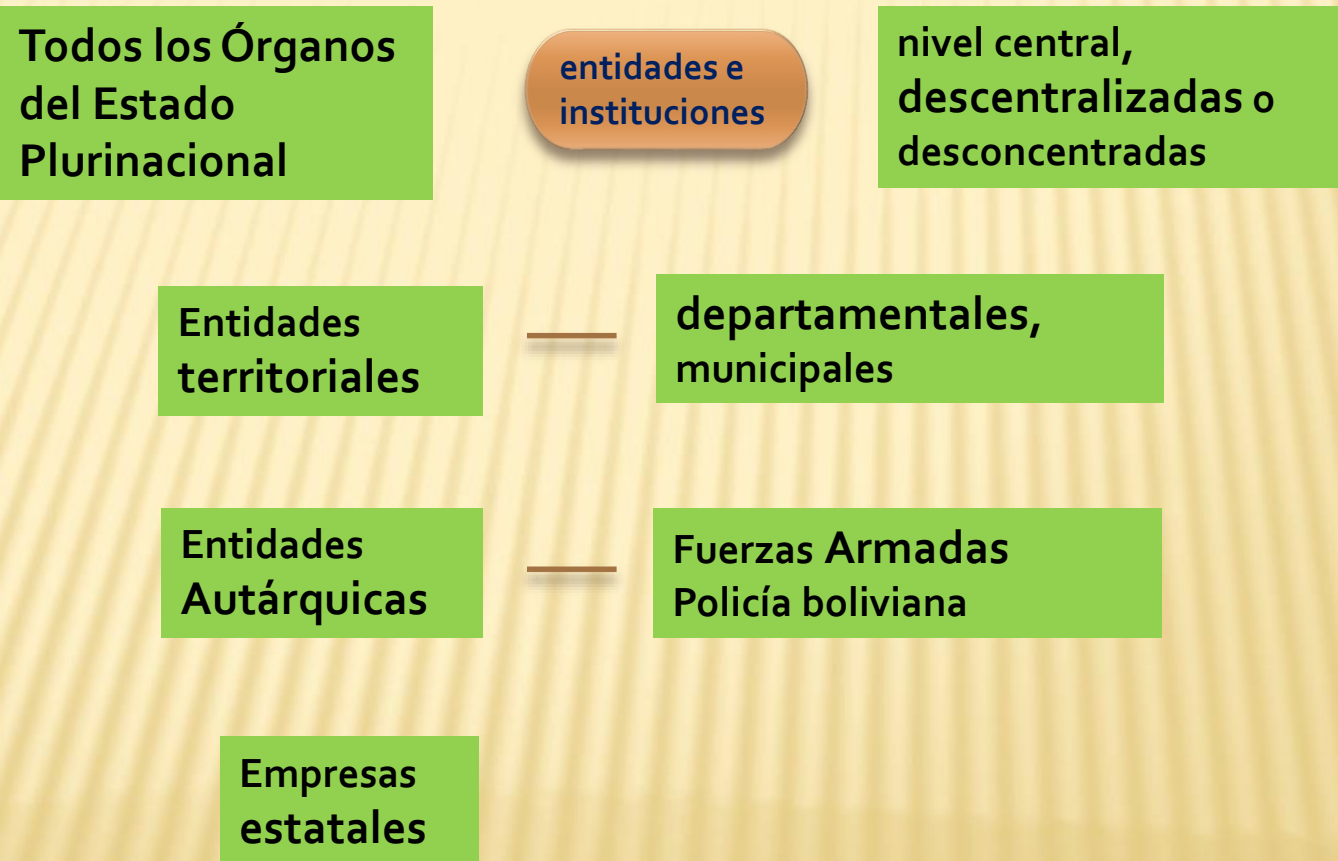 Todos los Órganos
del Estado
Plurinacional
entidades e
instituciones
nivel central,
descentralizadas o
desconcentradas
Entidades
territoriales
departamentales,
municipales
Entidades
Autárquicas
Fuerzas Armadas
Policía boliviana
Empresas
estatales